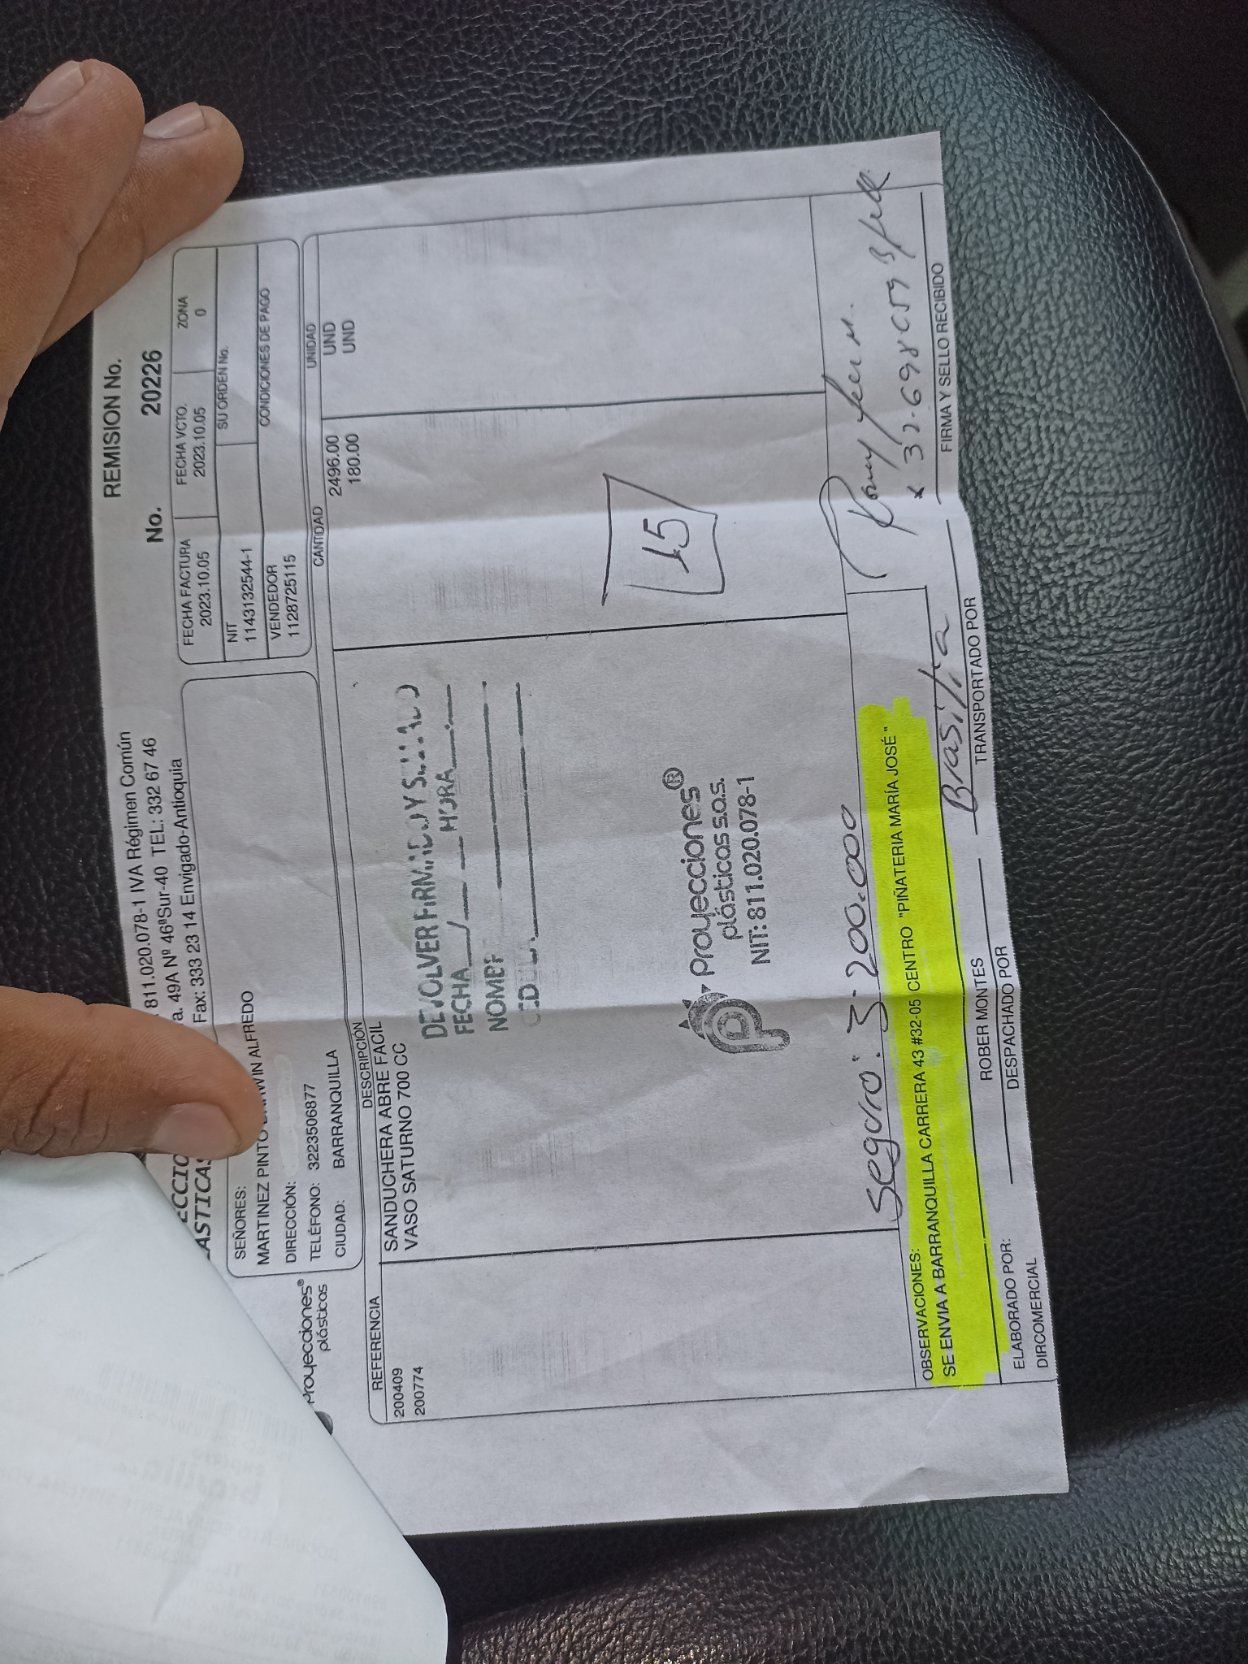 REMISION No.
No. 20226
811.020.078-1 IVA Régimen Común
a. 49A Nº 46ªSur-40 TEL: 332 67 46
Fax: 333 23 14 Envigado-Antioquia
FECHA FACTURA FECHA VCTO. ZONA
2023.10.05 2023.10.05 0
NIT SU ORDEN No.
1143132544-1
VENDEDOR CONDICIONES DE PAGO
1128725115
SEÑORES:
MARTINEZ PINTO ALFREDO
DIRECCIÓN:
TELÉFONO: 3223506877
CIUDAD: BARRANQUILLA
Proyecciones®
plásticos
REFERENCIA DESCRIPCIÓN CANTIDAD UNIDAD
200409 SANDUCHERA ABRE FACIL 2496.00 UND
200774 VASO SATURNO 700 CC 180.00 UND
DEVOLVER FIRMADO Y SELLADO
FECHA / HORA :
NOMBRE
15
Proyecciones®
plásticas s.a.s.
NIT: 811.020.078-1
Seguro: 3-200.000
OBSERVACIONES:
SE ENVIA A BARRANQUILLA CARRERA 43 #32-05 CENTRO "PIÑATERIA MARÍA JOSÉ"
ROBER MONTES Brasilia
ELABORADO POR: DESPACHADO POR TRANSPORTADO POR FIRMA Y SELLO RECIBIDO
DIRCOMERCIAL